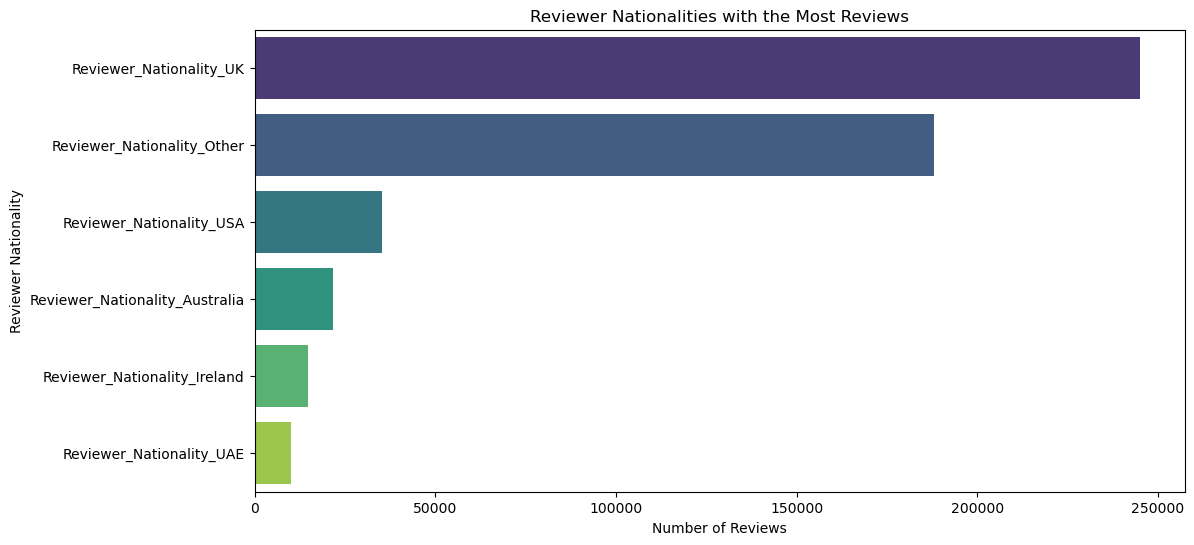 Reviewer Nationalities with the Most Reviews
Reviewer Nationality
Reviewer_Nationality_UK
Reviewer_Nationality_Other
Reviewer_Nationality_USA
Reviewer_Nationality_Australia
Reviewer_Nationality_Ireland
Reviewer_Nationality_UAE
0 50000 100000 150000 200000 250000
Number of Reviews